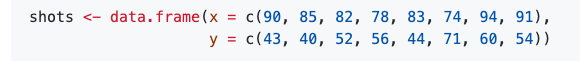 shots <- data.frame(x = c(90, 85, 82, 78, 83, 74, 94, 91),
                    y = c(43, 40, 52, 56, 44, 71, 60, 54))